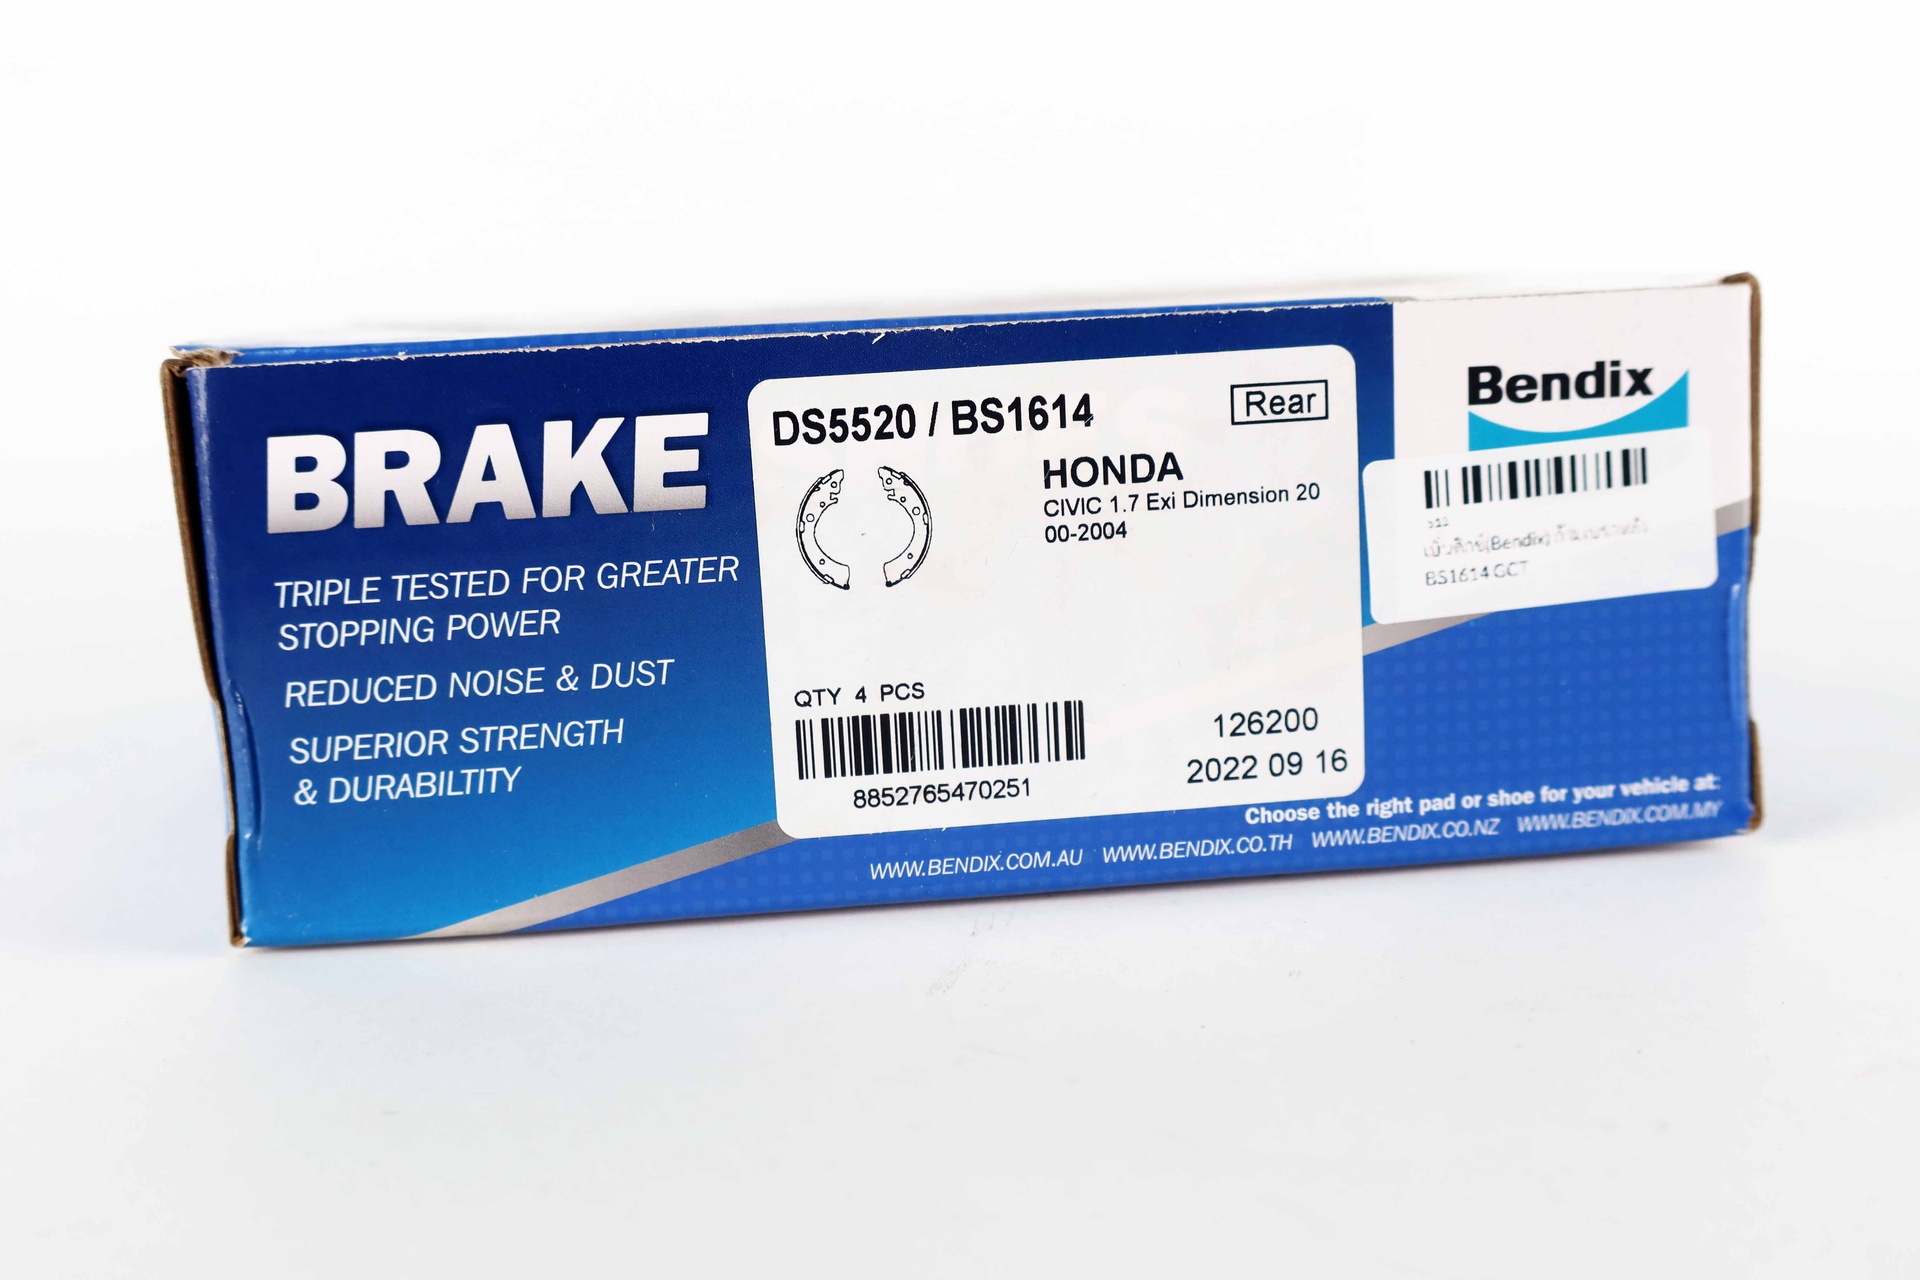 BRAKE
TRIPLE TESTED FOR GREATER
STOPPING POWER
REDUCED NOISE & DUST
SUPERIOR STRENGTH
& DURABILTITY
DS5520 / BS1614
Rear
HONDA
CIVIC 1.7 Exi Dimension 20
00-2004
QTY 4 PCS
8852765470251
126200
2022 09 16
Bendix
(Bendix)
BS1614 GCT
Choose the right pad or shoe for your vehicle at:
WWW.BENDIX.COM.AU WWW.BENDIX.CO.TH WWW.BENDIX.CO.NZ WWW.BENDIX.COM.MY